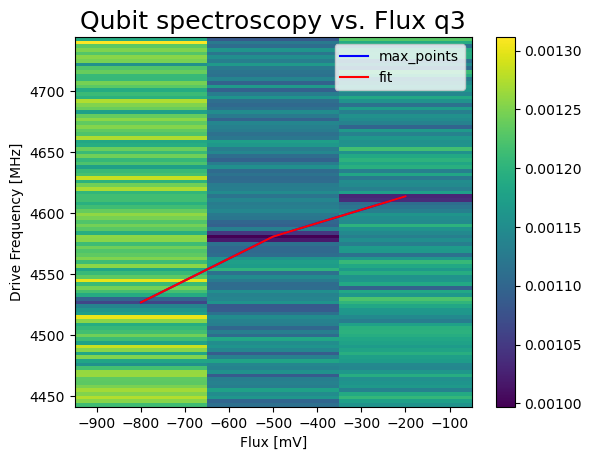 Qubit spectroscopy vs. Flux q3
max_points
fit
Drive Frequency [MHz]
4700
4650
4600
4550
4500
4450
−900 −800 −700 −600 −500 −400 −300 −200 −100
Flux [mV]
0.00130
0.00125
0.00120
0.00115
0.00110
0.00105
0.00100